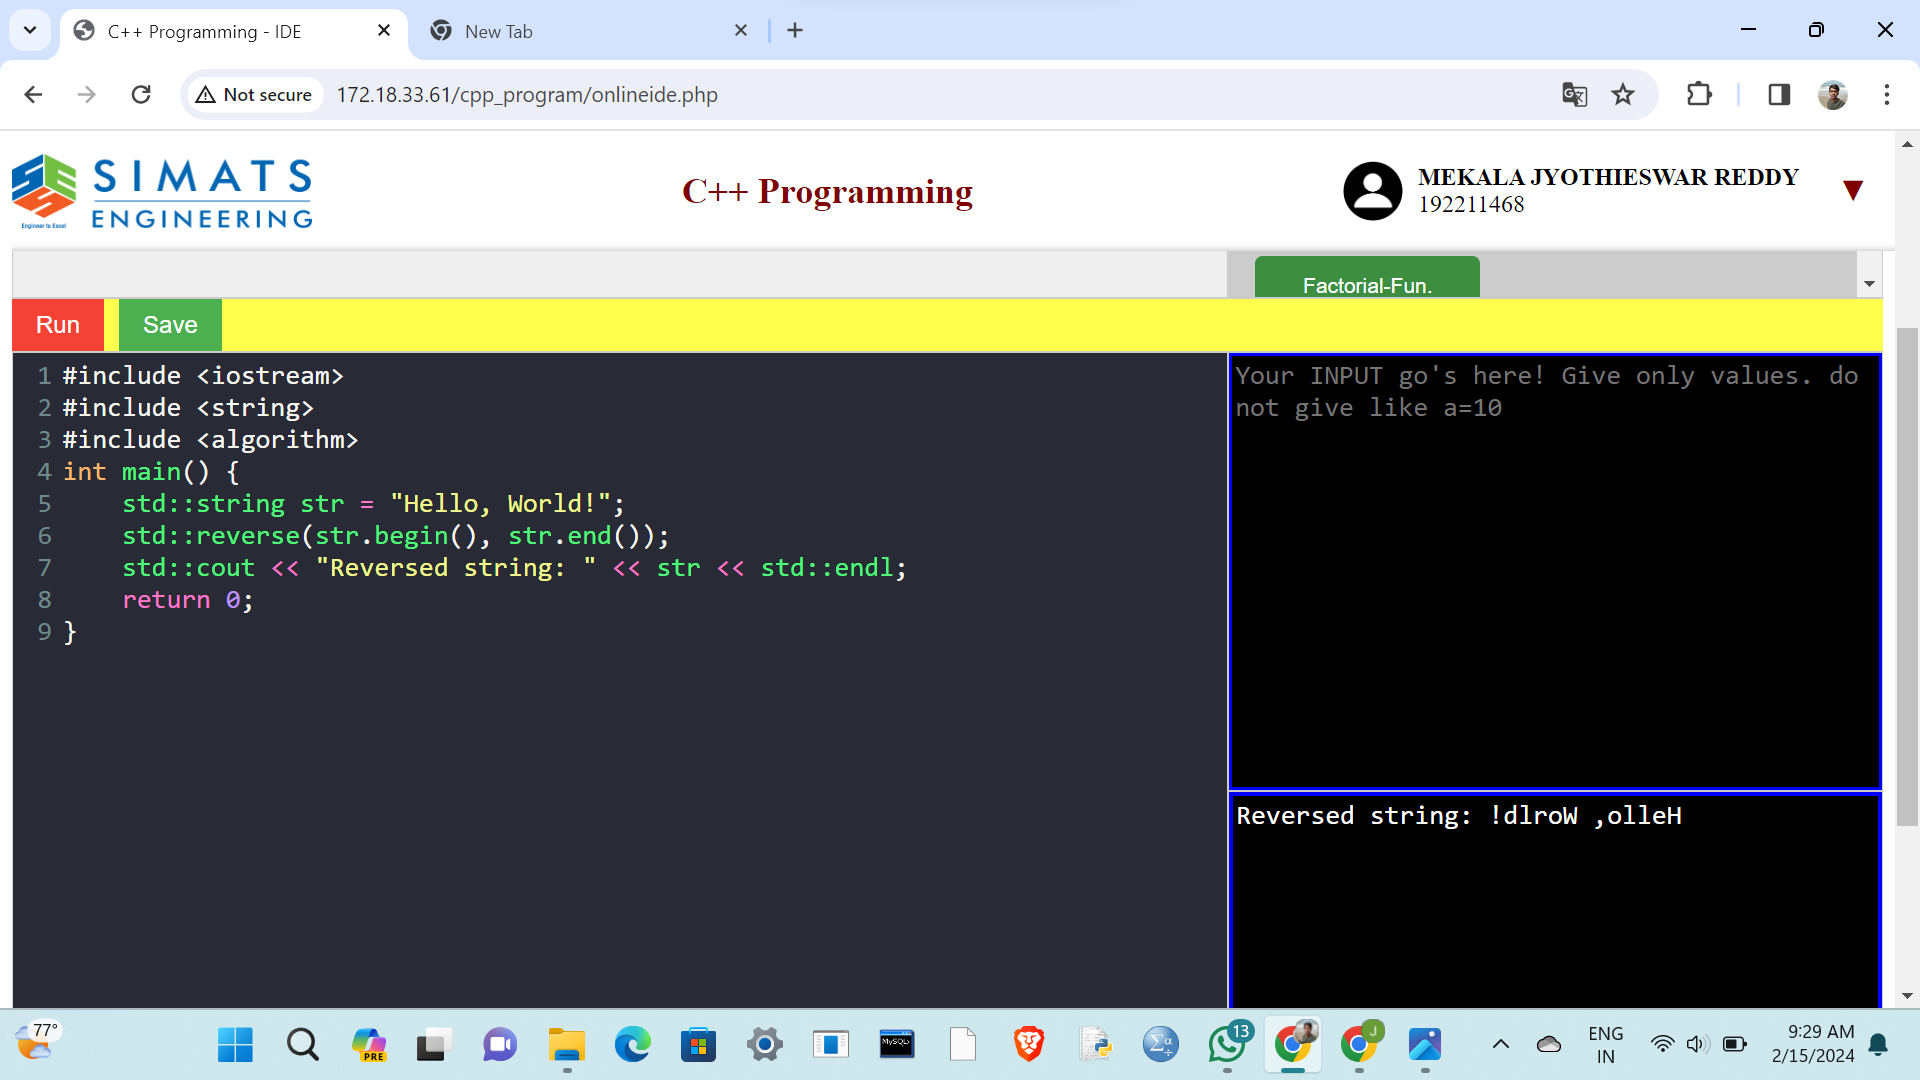 C++ Programming - IDE
New Tab
Not secure
172.18.33.61/cpp_program/onlineide.php
SIMATS
ENGINEERING
Engineer to Excel
C++ Programming
MEKALA JYOTHIESWAR REDDY
192211468
Factorial-Fun.
Run
Save
1 #include <iostream>
2 #include <string>
3 #include <algorithm>
4 int main() {
5     std::string str = "Hello, World!";
6     std::reverse(str.begin(), str.end());
7     std::cout << "Reversed string: " << str << std::endl;
8     return 0;
9 }
Your INPUT go's here! Give only values. do
not give like a=10
Reversed string: !dlroW ,olleH
77°
PRE
MySQL>
Σα
13
J
ENG
IN
9:29 AM
2/15/2024